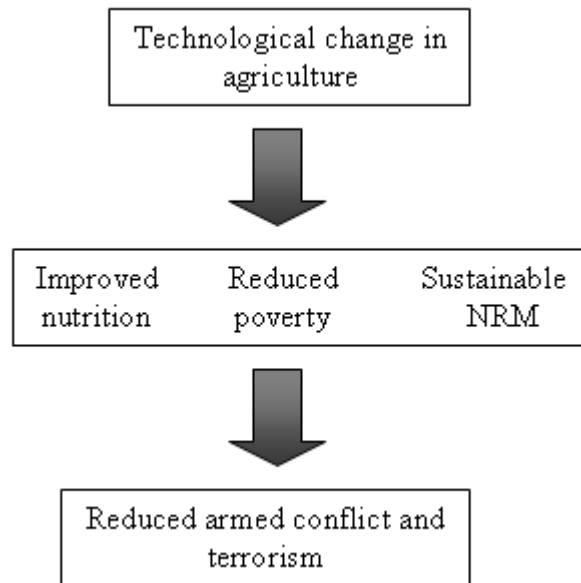 Technological change in
agriculture
Improved Reduced Sustainable
nutrition poverty NRM
Reduced armed conflict and
terrorism